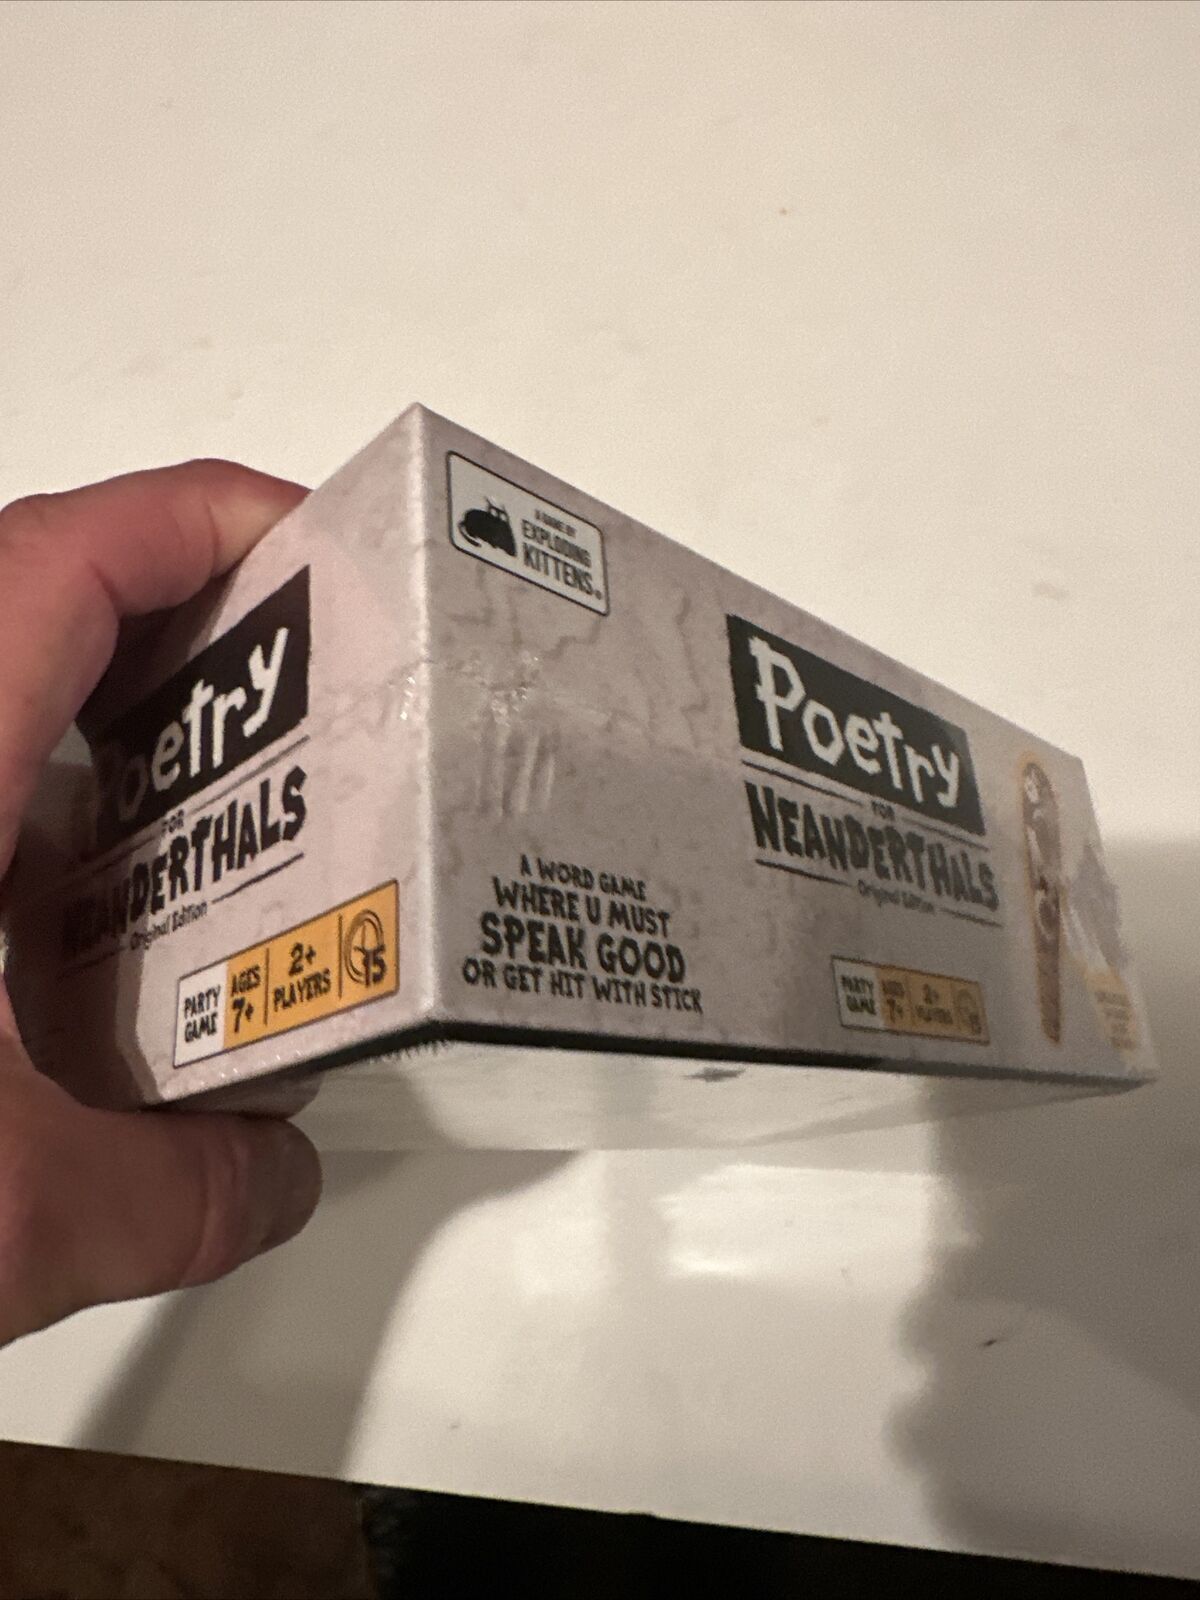 Poetry
FOR
NEANDERTHALS
Original Edition
PARTY
GAME
AGES
7+
2+
PLAYERS
15
A GAME BY
EXPLODING
KITTENS®
A WORD GAME
WHERE U MUST
SPEAK GOOD
OR GET HIT WITH STICK
Poetry
FOR
NEANDERTHALS
Original Edition
PARTY
GAME
AGES
7+
2+
PLAYERS
15